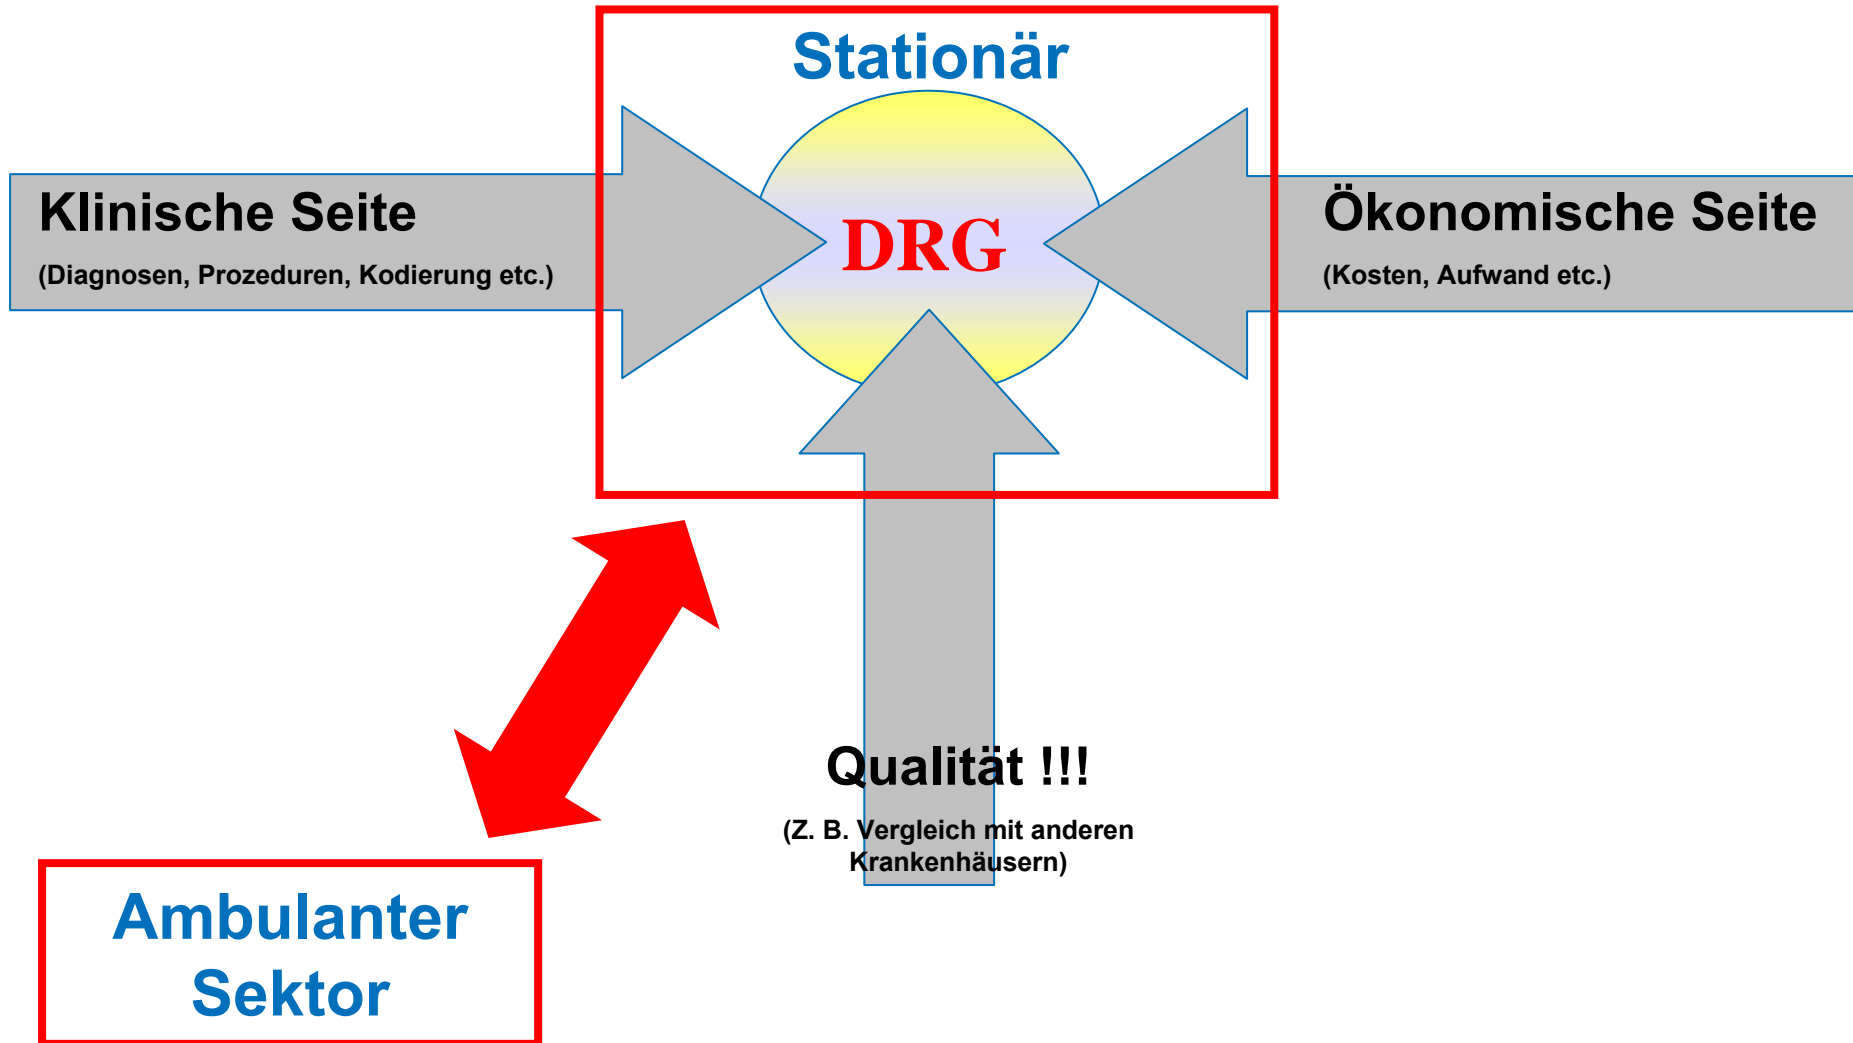 Stationär
Klinische Seite
(Diagnosen, Prozeduren, Kodierung etc.)
DRG
Ökonomische Seite
(Kosten, Aufwand etc.)
Qualität !!!
(Z. B. Vergleich mit anderen
Krankenhäusern)
Ambulanter
Sektor